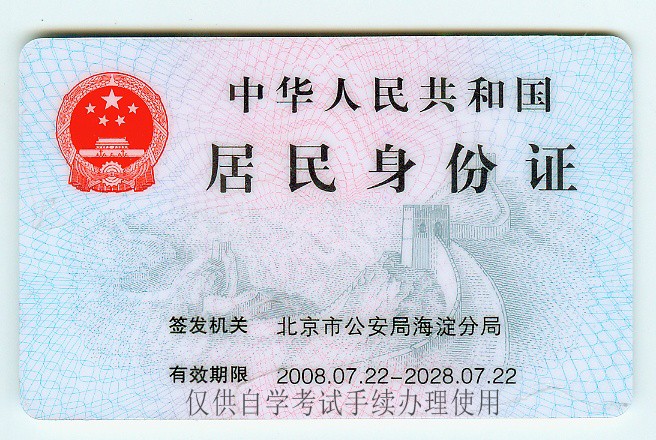 中华人民共和国
居民身份证
签发机关 北京市公安局海淀分局
有效期限 2008.07.22-2028.07.22
仅供自学考试手续办理使用